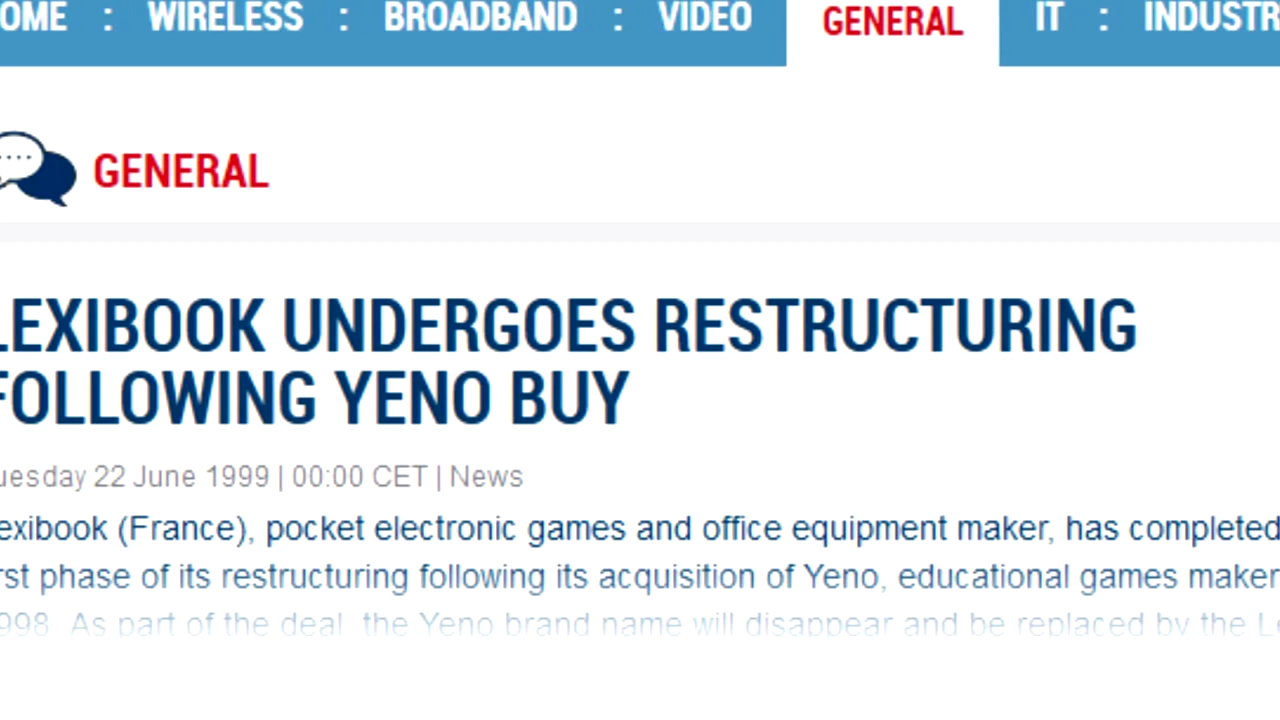 OME : WIRELESS : BROADBAND : VIDEO GENERAL IT : INDUSTR
GENERAL
LEXIBOOK UNDERGOES RESTRUCTURING
FOLLOWING YENO BUY
uesday 22 June 1999 | 00:00 CET | News
exibook (France), pocket electronic games and office equipment maker, has completed
rst phase of its restructuring following its acquisition of Yeno, educational games maker
998. As part of the deal, the Yeno brand name will disappear and be replaced by the Le